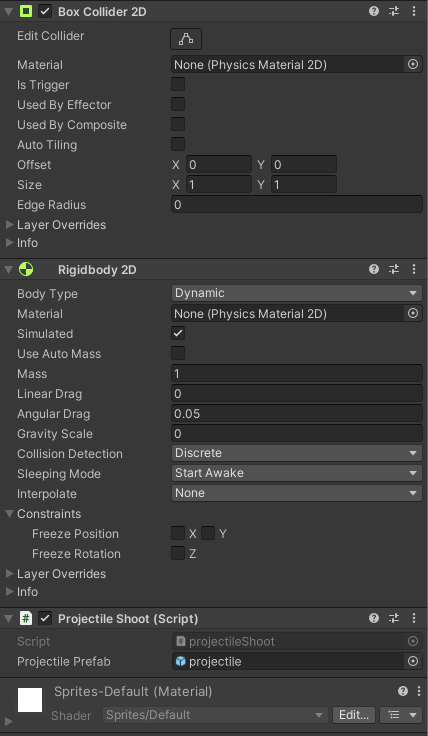 Box Collider 2D
Edit Collider
Material None (Physics Material 2D)
Is Trigger
Used By Effector
Used By Composite
Auto Tiling
Offset X 0 Y 0
Size X 1 Y 1
Edge Radius 0
Layer Overrides
Info
Rigidbody 2D
Body Type Dynamic
Material None (Physics Material 2D)
Simulated
Use Auto Mass
Mass 1
Linear Drag 0
Angular Drag 0.05
Gravity Scale 0
Collision Detection Discrete
Sleeping Mode Start Awake
Interpolate None
Constraints
Freeze Position X Y
Freeze Rotation Z
Layer Overrides
Info
# Projectile Shoot (Script)
Script projectileShoot
Projectile Prefab projectile
Sprites-Default (Material)
Shader Sprites/Default Edit...